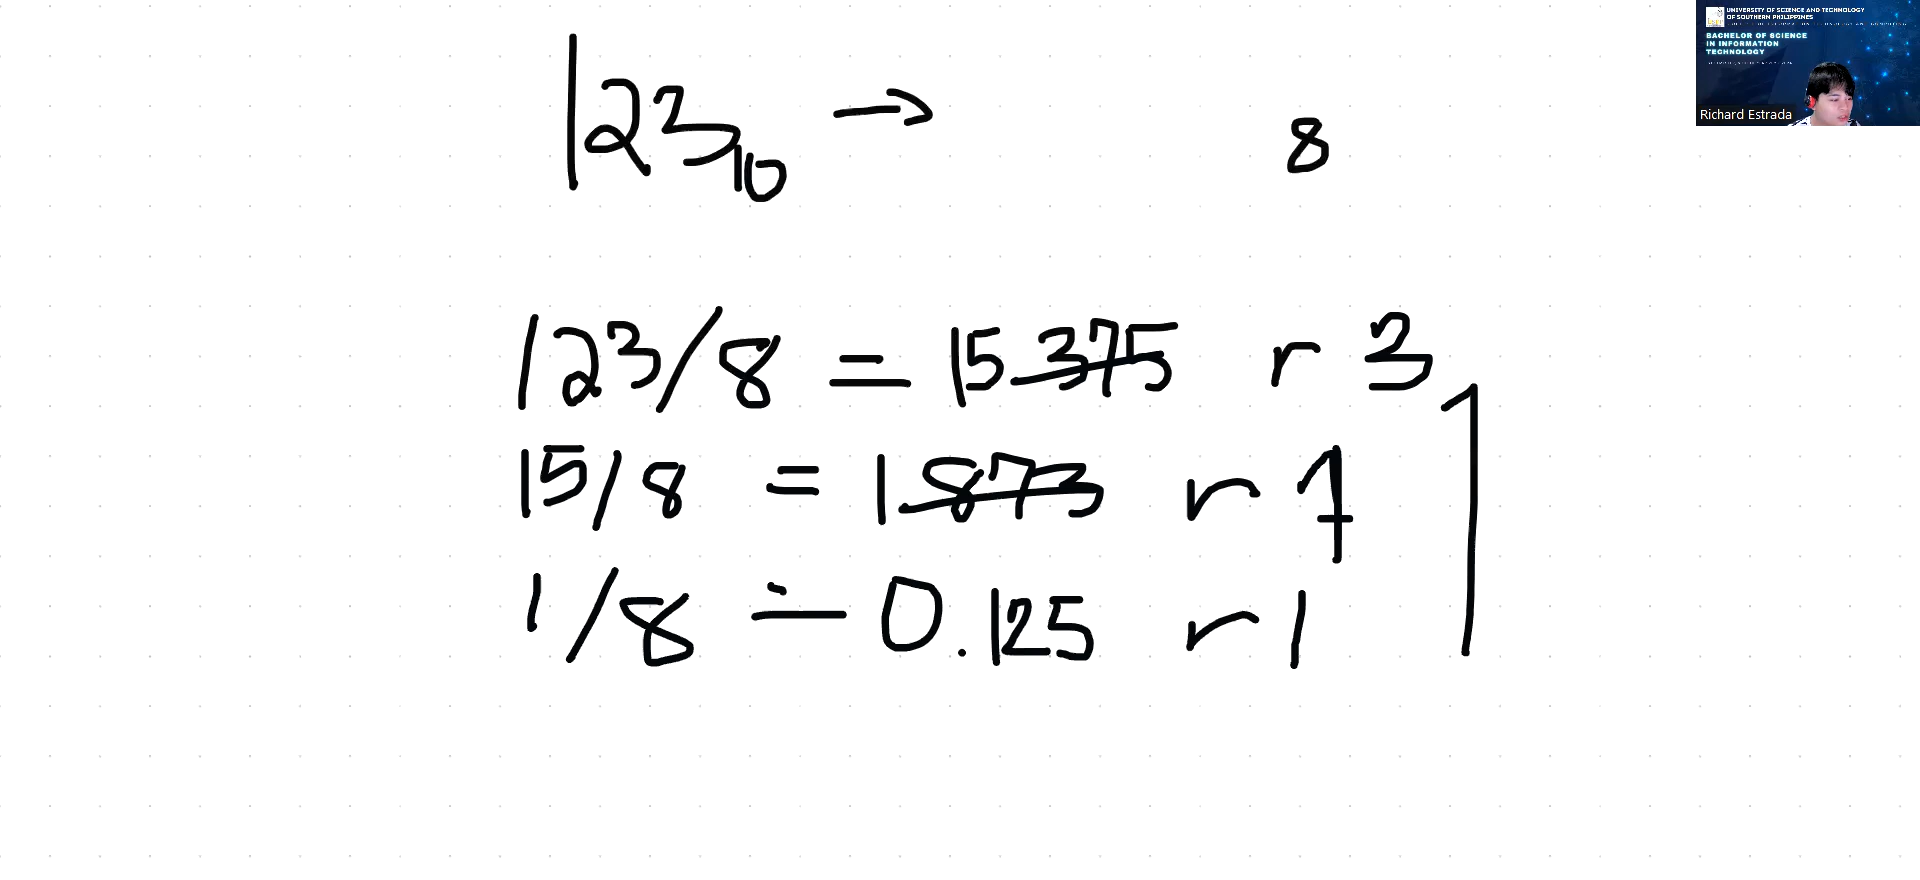 123₁₀ → 8
123/8 = 15.375 r 3
15/8 = 1.873 r 7
1/8 = 0.125 r 1
UNIVERSITY OF SCIENCE AND TECHNOLOGY
OF SOUTHERN PHILIPPINES
BACHELOR OF SCIENCE
IN INFORMATION
TECHNOLOGY
Richard Estrada